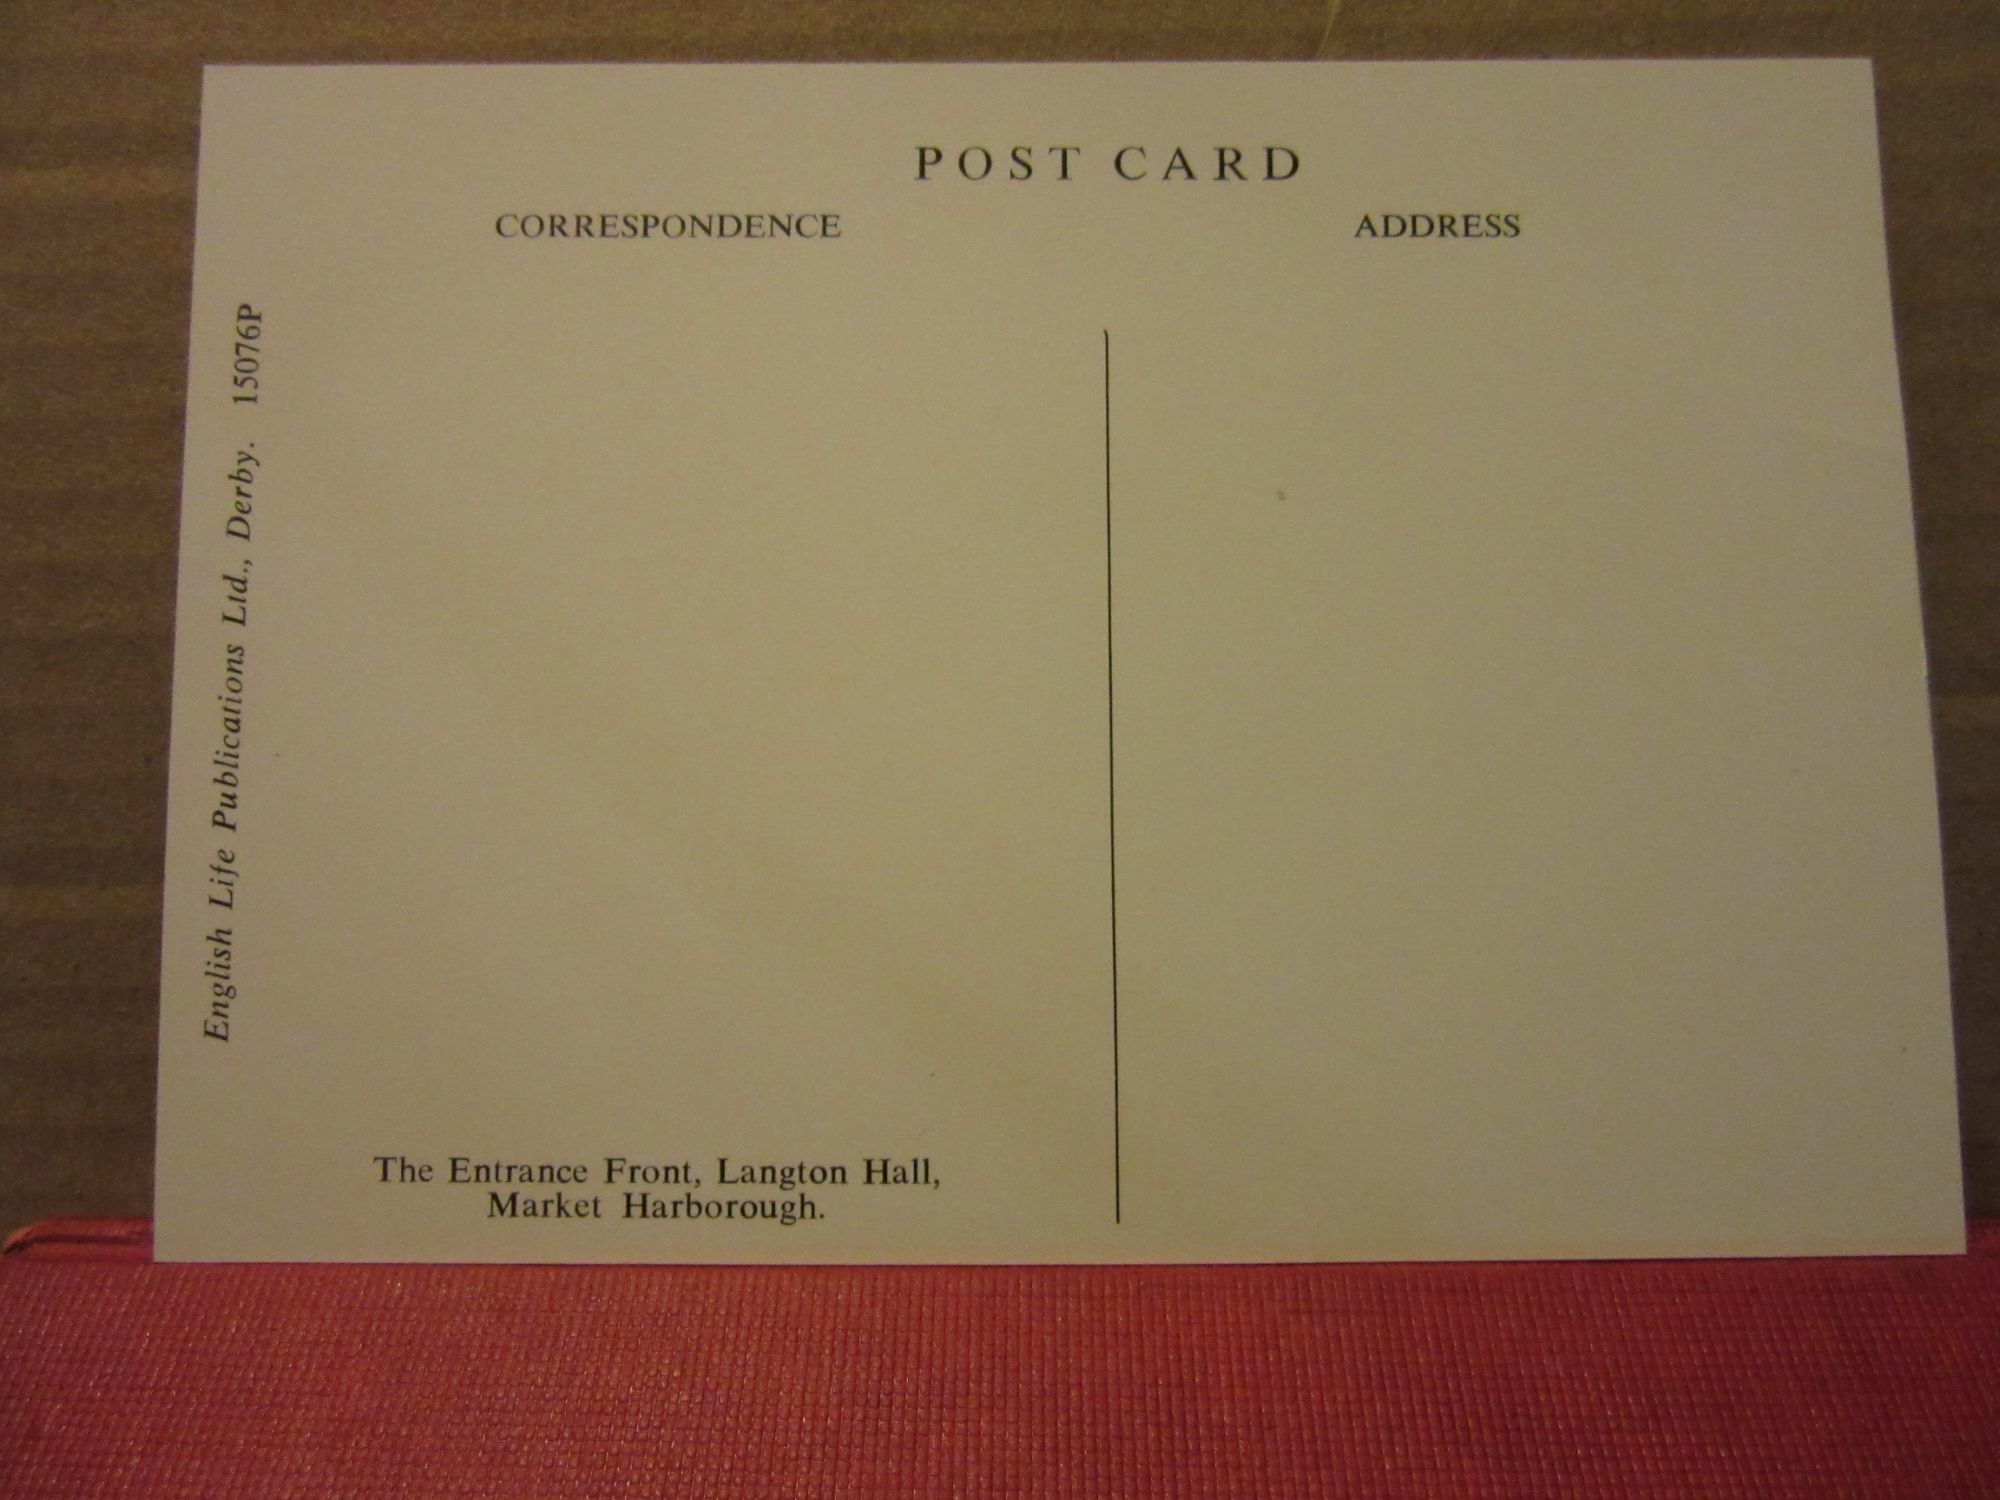 POST CARD
CORRESPONDENCE
ADDRESS
English Life Publications Ltd., Derby. 15076P
The Entrance Front, Langton Hall,
Market Harborough.